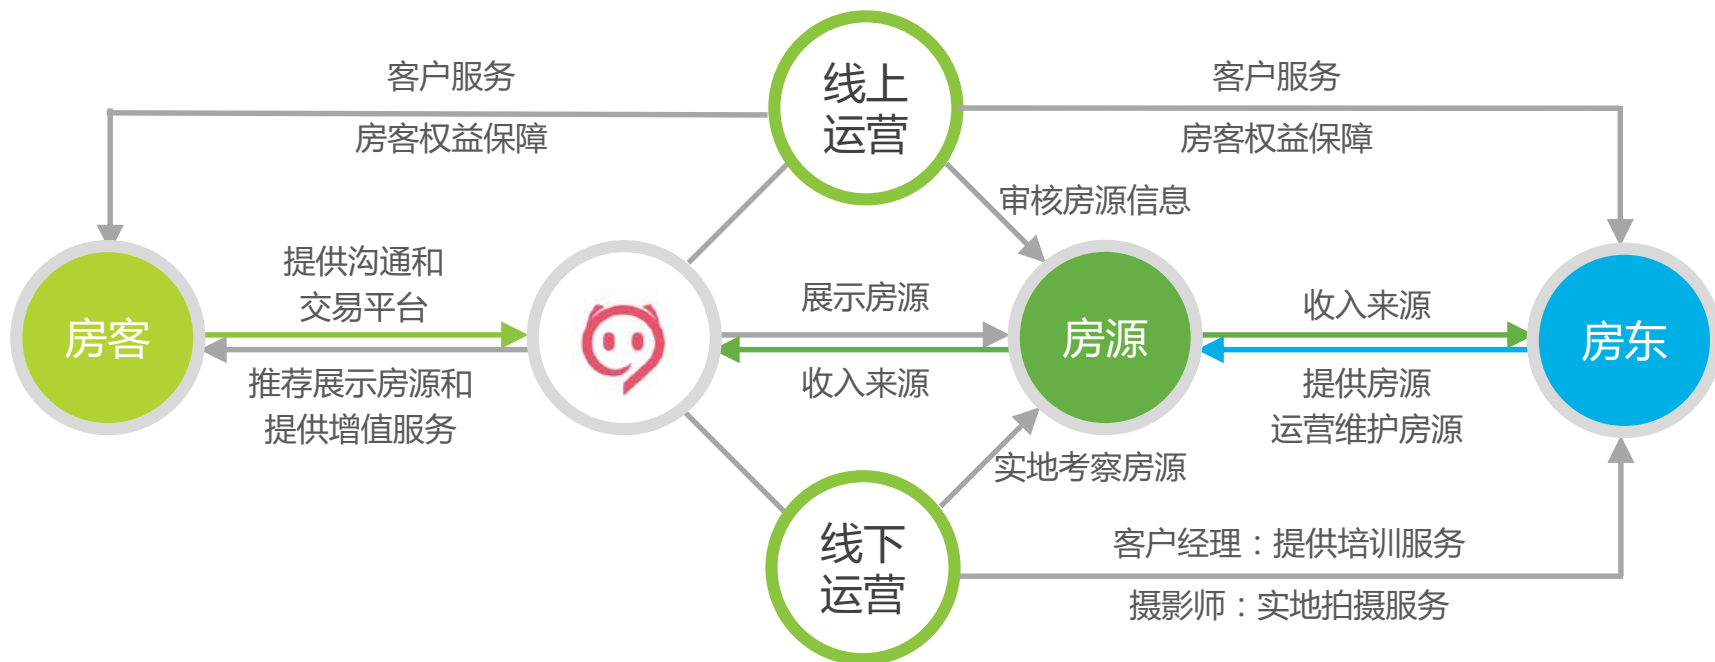 客户服务
房客权益保障
线上
运营
客户服务
房客权益保障
审核房源信息
提供沟通和
交易平台
展示房源
收入来源
房客
房源
房东
推荐展示房源和
提供增值服务
收入来源
提供房源
运营维护房源
实地考察房源
线下
运营
客户经理：提供培训服务
摄影师：实地拍摄服务